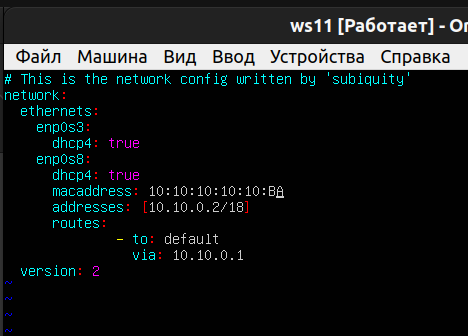 ws11 [Работает] - Or
Файл Машина Вид Ввод Устройства Справка
# This is the network config written by 'subiquity'
network:
  ethernets:
    enp0s3:
      dhcp4: true
    enp0s8:
      dhcp4: true
      macaddress: 10:10:10:10:10:BA
      addresses: [10.10.0.2/18]
      routes:
              - to: default
                via: 10.10.0.1
  version: 2
~
~
~
~